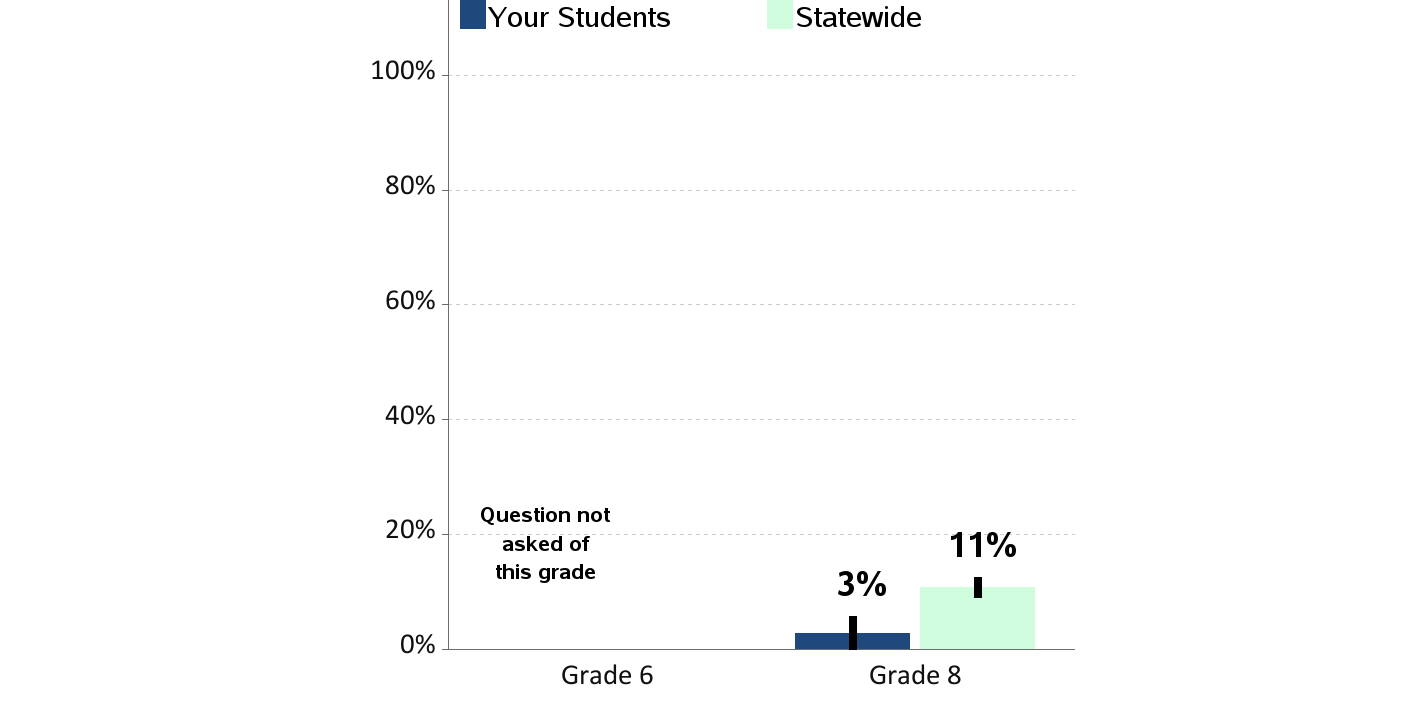 Your Students Statewide
100%
80%
60%
40%
20%
0%
Question not
asked of
this grade
3%
11%
Grade 6 Grade 8